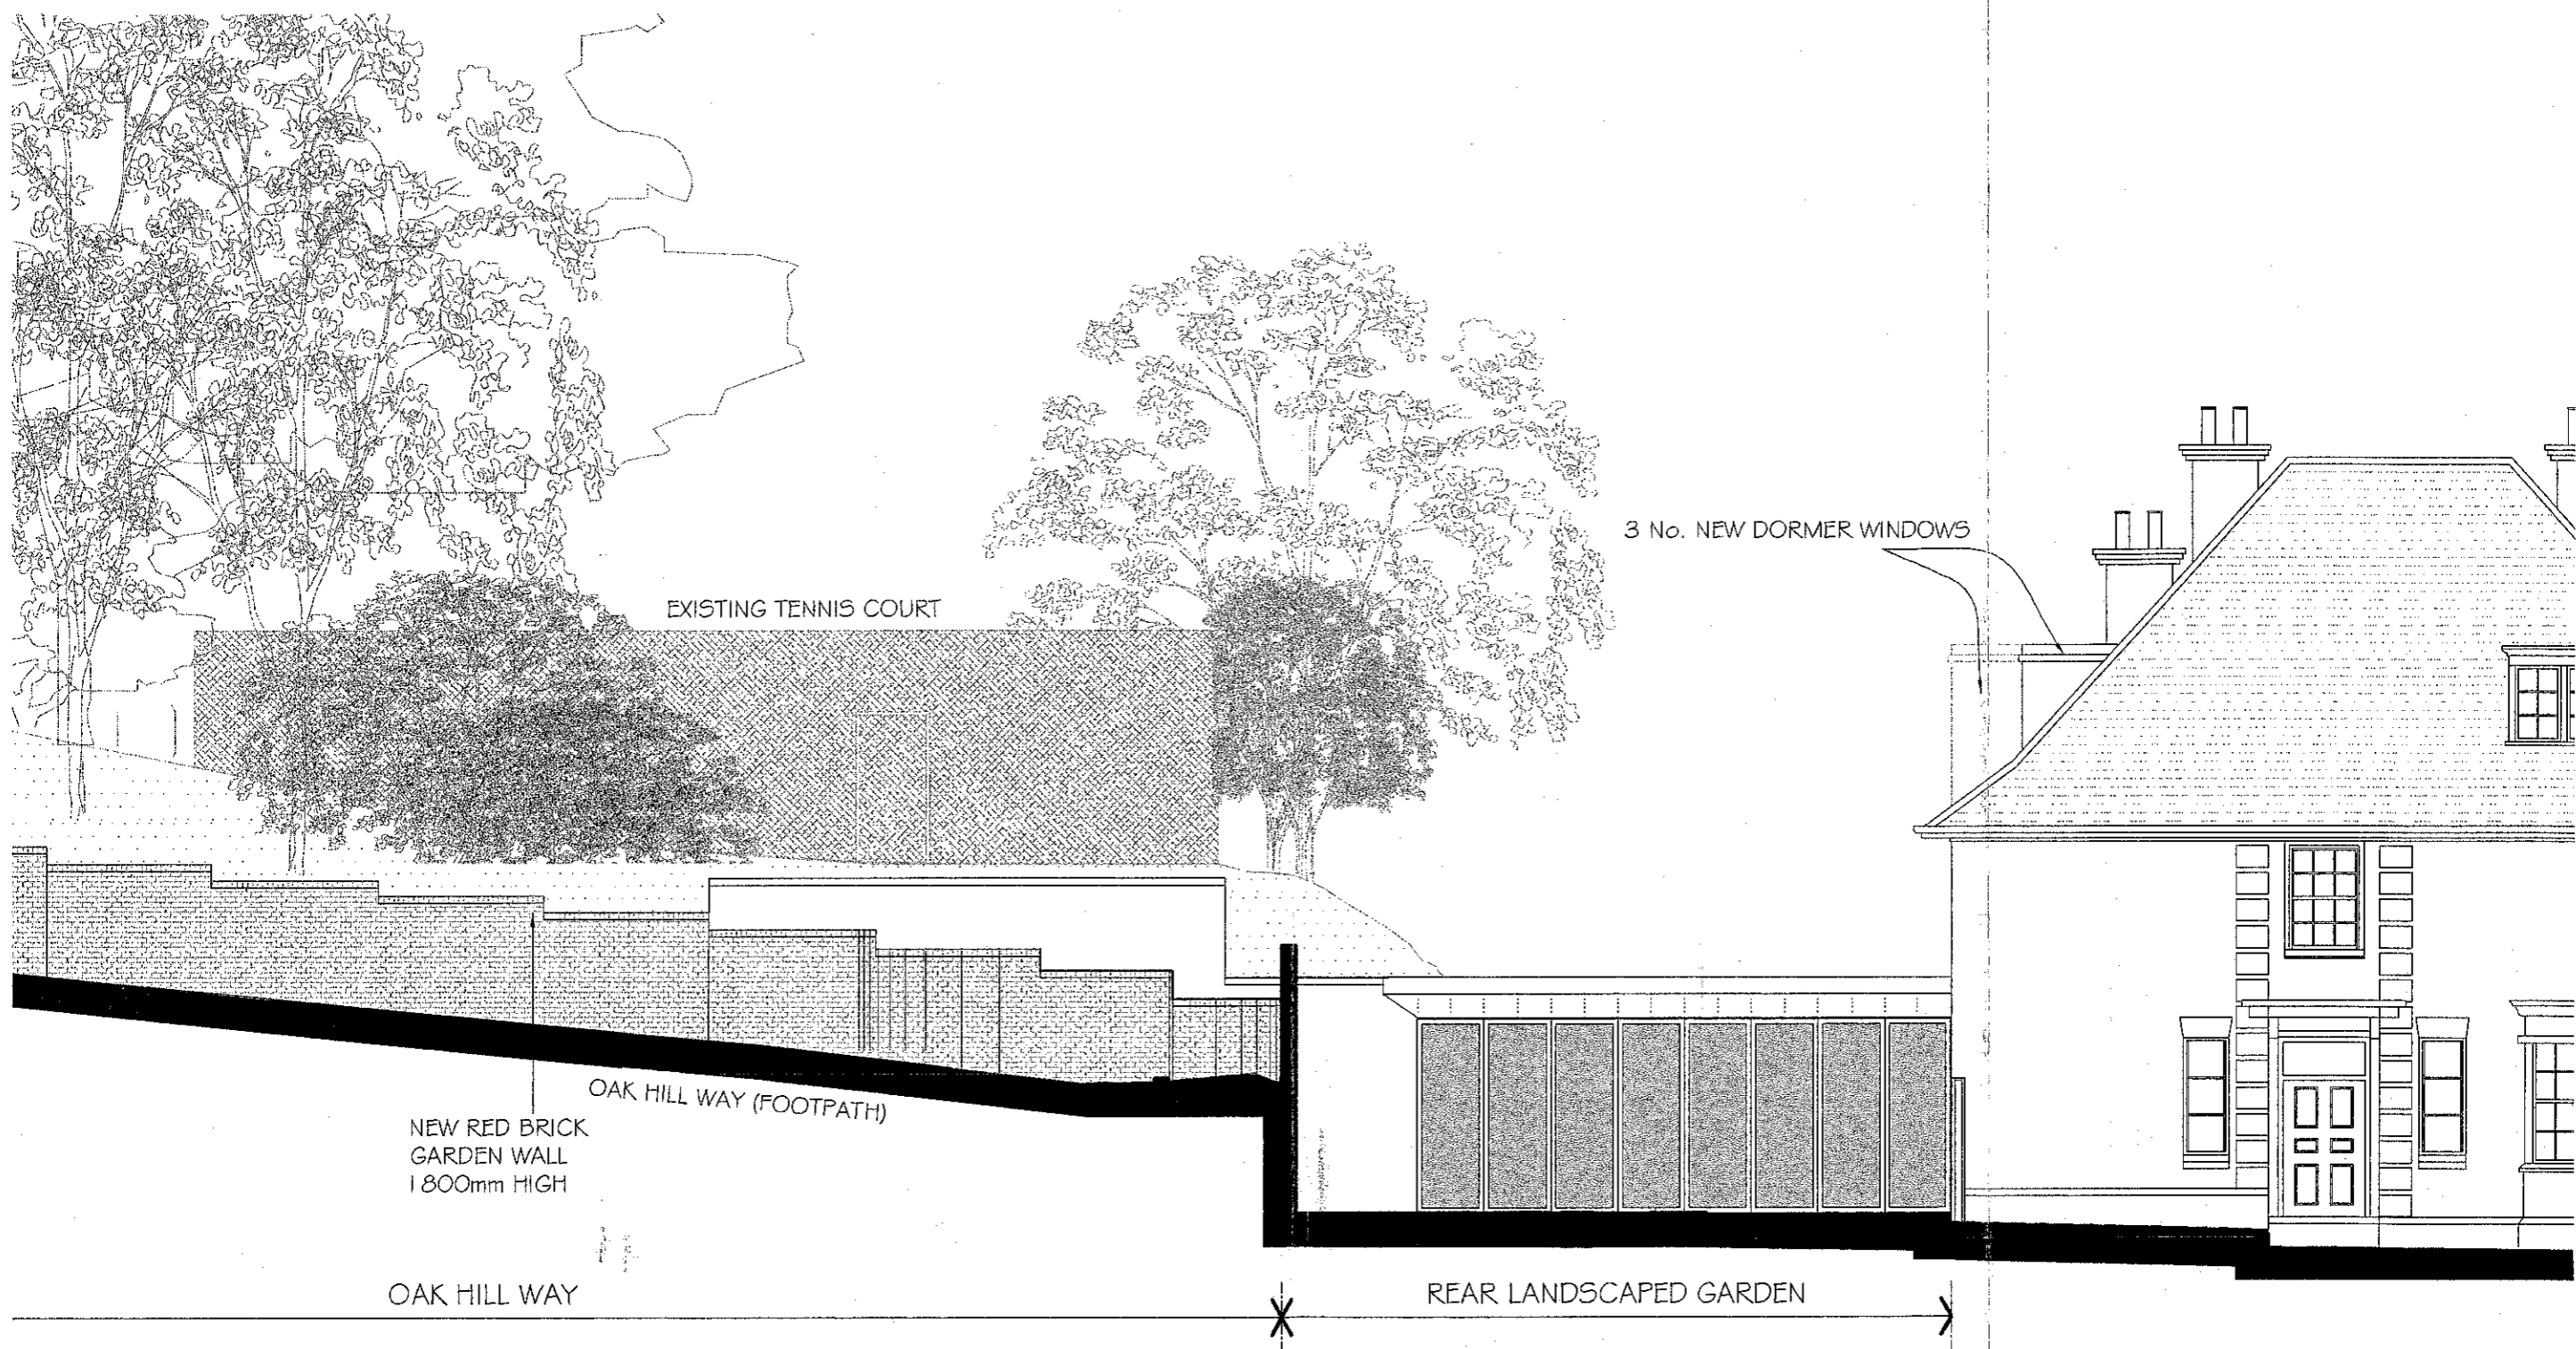 3 No. NEW DORMER WINDOWS
EXISTING TENNIS COURT
OAK HILL WAY (FOOTPATH)
NEW RED BRICK
GARDEN WALL
1800mm HIGH
OAK HILL WAY
REAR LANDSCAPED GARDEN